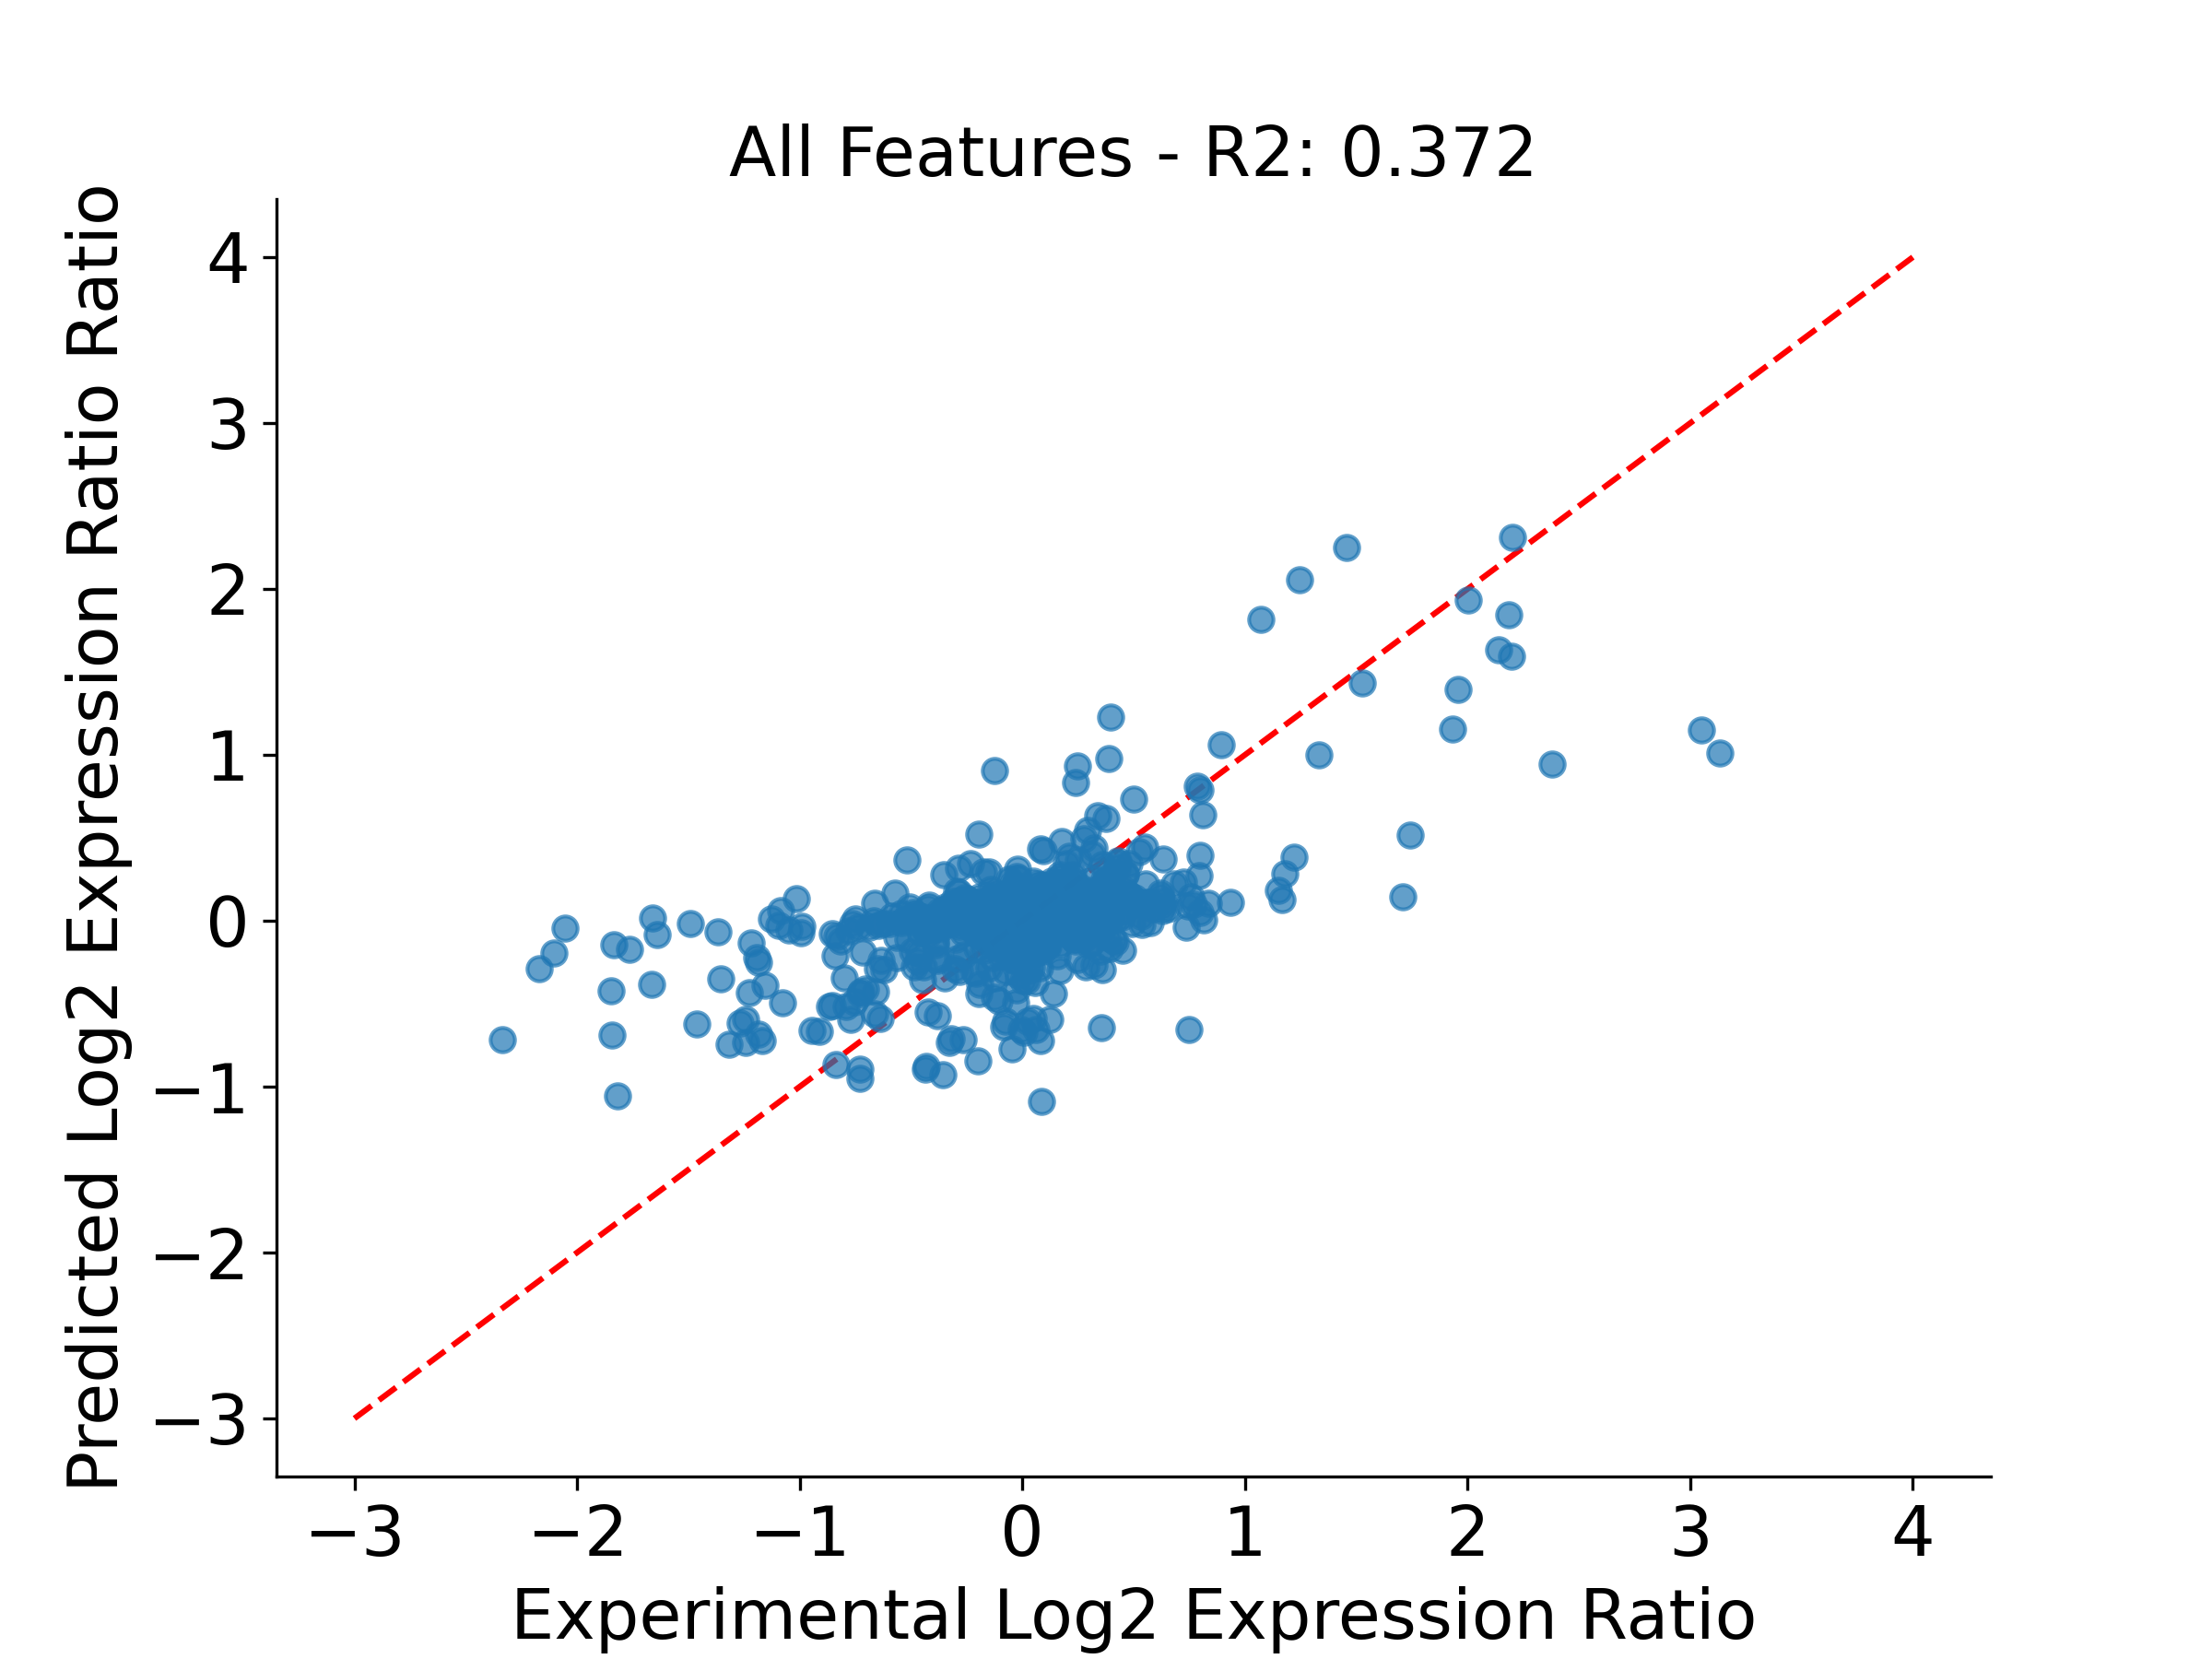 All Features - R2: 0.372
Predicted Log2 Expression Ratio Ratio
4
3
2
1
0
−1
−2
−3
−3 −2 −1 0 1 2 3 4
Experimental Log2 Expression Ratio